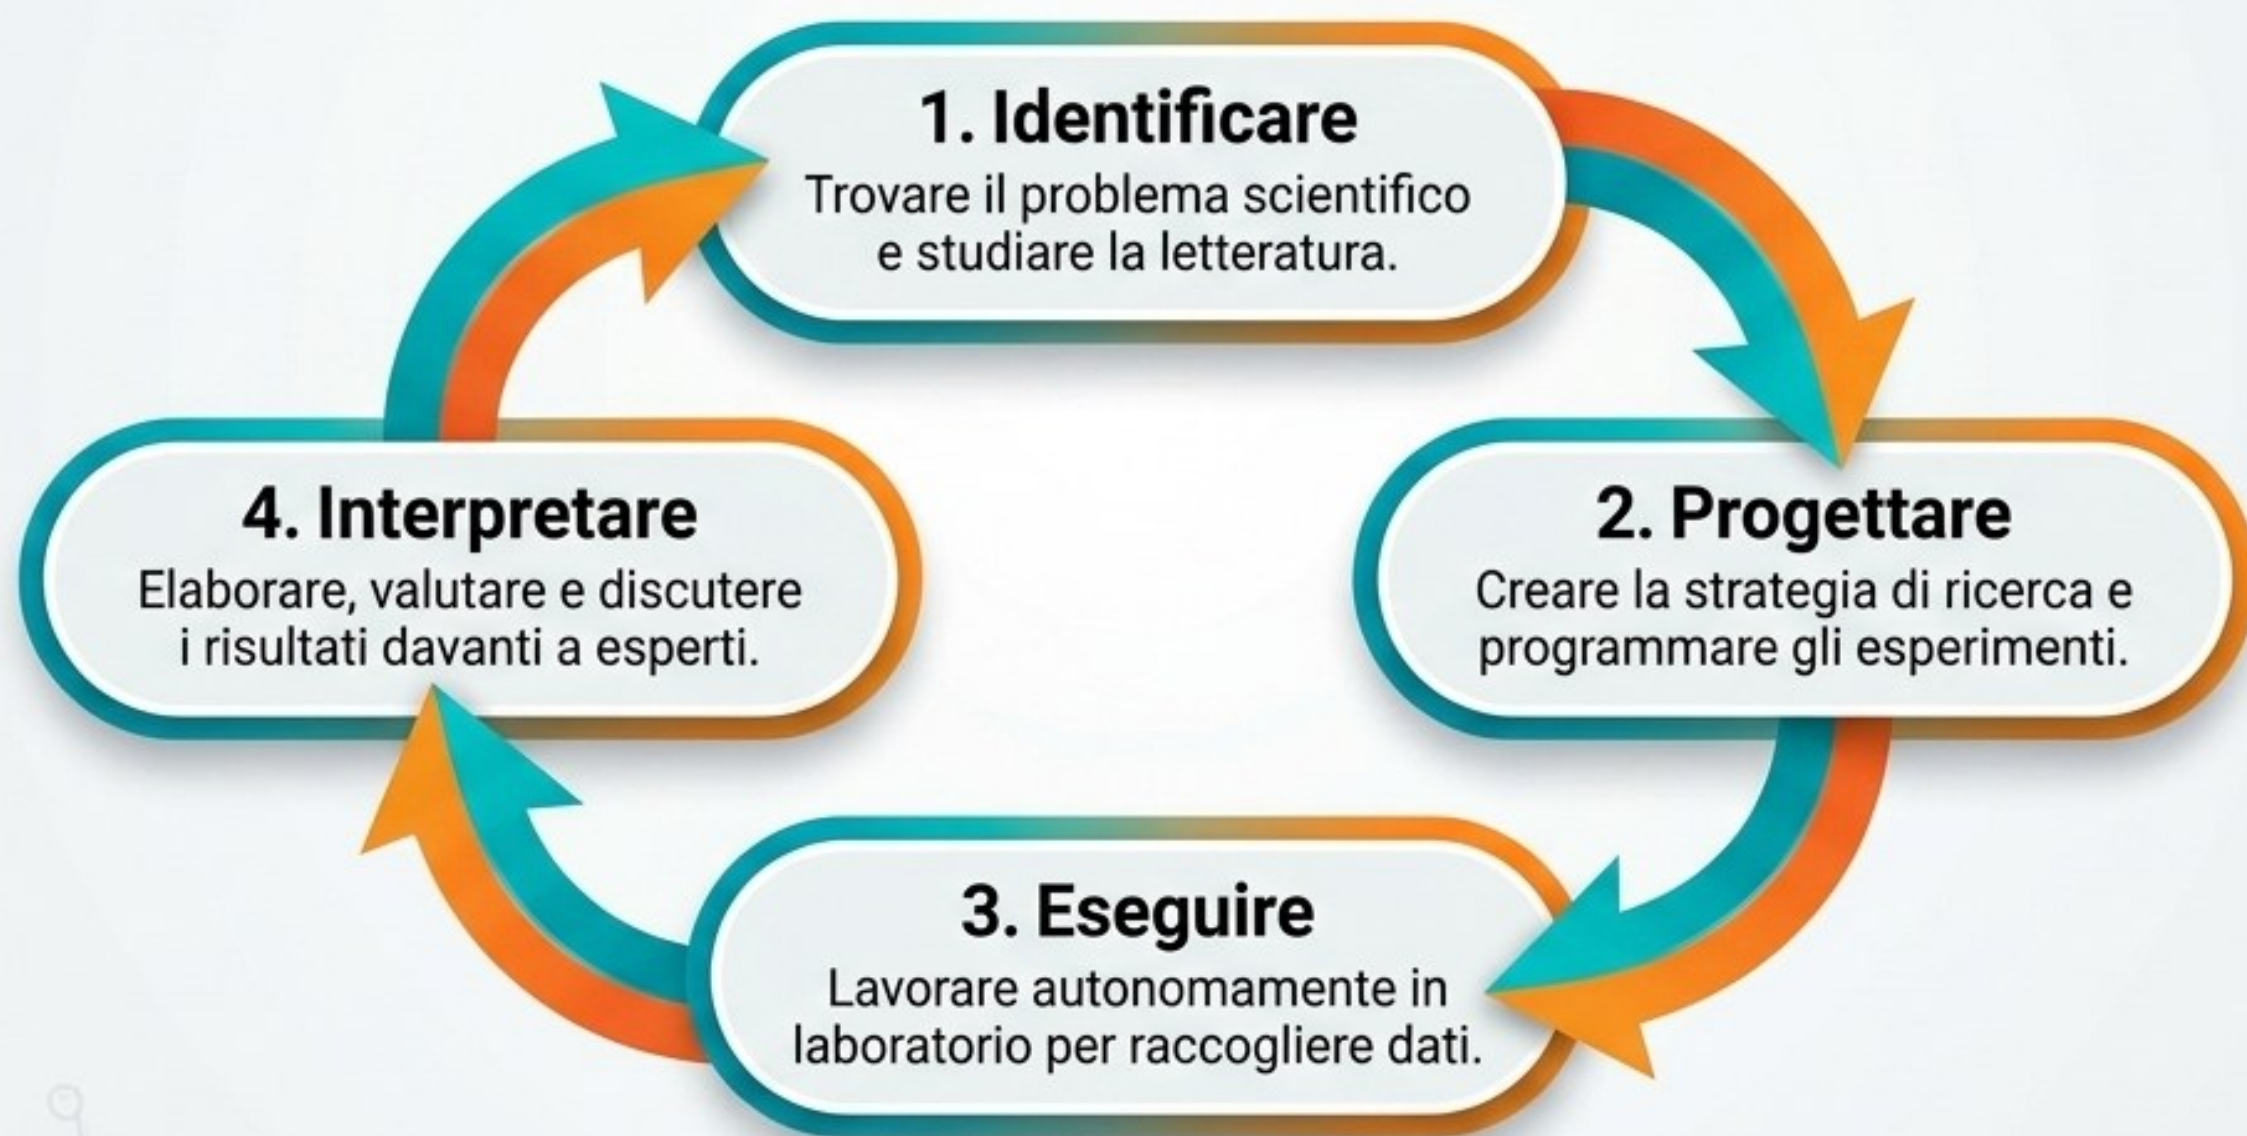 1. Identificare
Trovare il problema scientifico
e studiare la letteratura.
2. Progettare
Creare la strategia di ricerca e
programmare gli esperimenti.
3. Eseguire
Lavorare autonomamente in
laboratorio per raccogliere dati.
4. Interpretare
Elaborare, valutare e discutere
i risultati davanti a esperti.